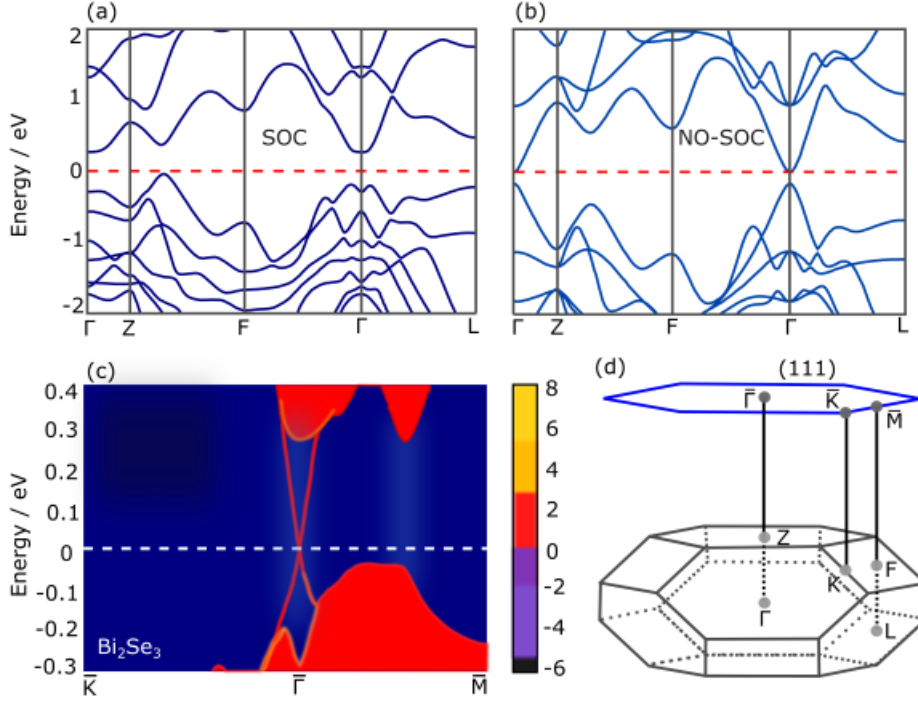 (a)
Energy / eV
2
1
0
-1
-2
SOC
Γ Z F Γ L
(b)
NO-SOC
Γ Z F Γ L
(c)
Energy / eV
0.4
0.3
0.2
0.1
0
-0.1
-0.2
-0.3
Bi₂Se₃
K̅ Γ̅ M̅
8
6
4
2
0
-2
-4
-6
(d)
(111)
Γ̅
K̅
M̅
Z
K
F
Γ
L